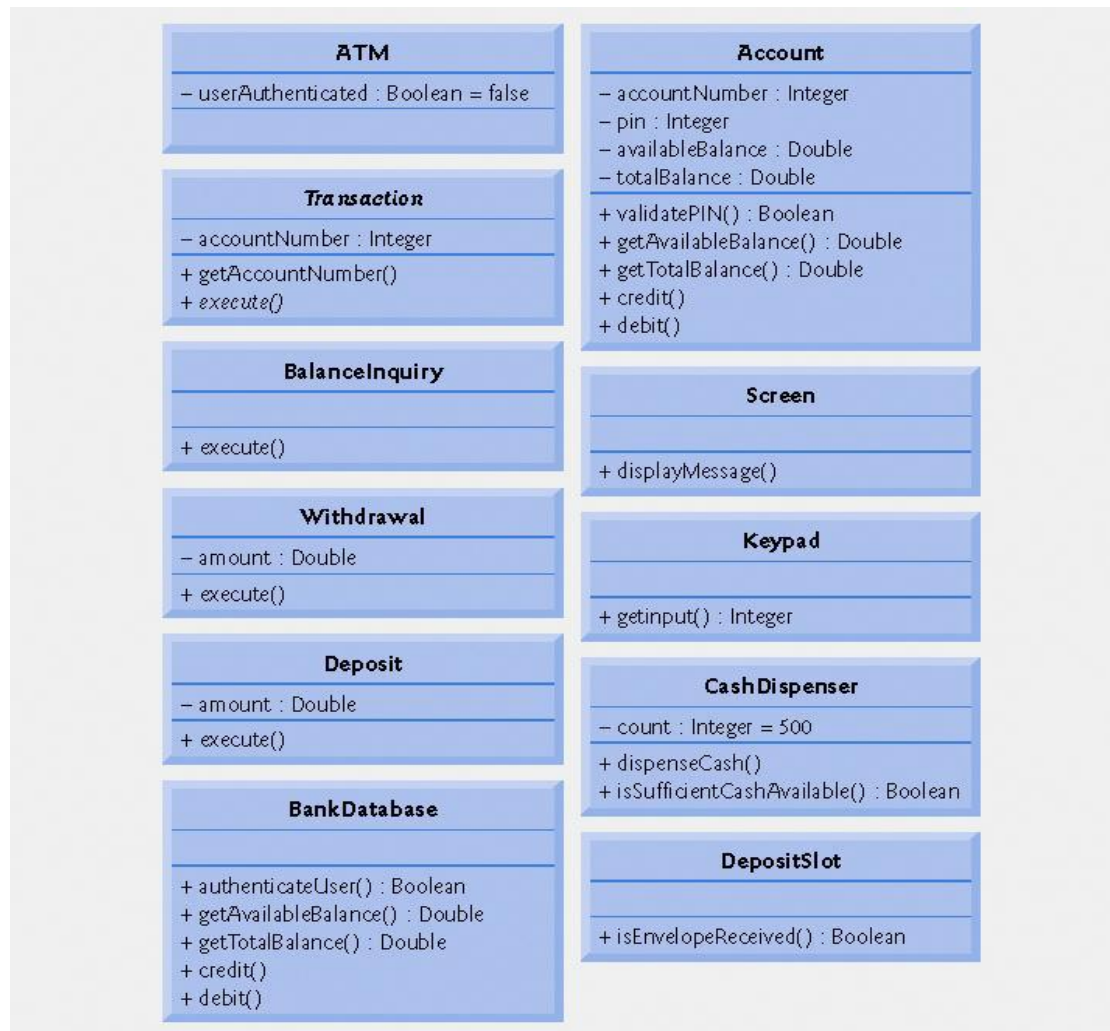 ATM
– userAuthenticated : Boolean = false
Transaction
– accountNumber : Integer
+ getAccountNumber()
+ execute()
BalanceInquiry
+ execute()
Withdrawal
– amount : Double
+ execute()
Deposit
– amount : Double
+ execute()
BankDatabase
+ authenticateUser() : Boolean
+ getAvailableBalance() : Double
+ getTotalBalance() : Double
+ credit()
+ debit()
Account
– accountNumber : Integer
– pin : Integer
– availableBalance : Double
– totalBalance : Double
+ validatePIN() : Boolean
+ getAvailableBalance() : Double
+ getTotalBalance() : Double
+ credit()
+ debit()
Screen
+ displayMessage()
Keypad
+ getinput() : Integer
CashDispenser
– count : Integer = 500
+ dispenseCash()
+ isSufficientCashAvailable() : Boolean
DepositSlot
+ isEnvelopeReceived() : Boolean